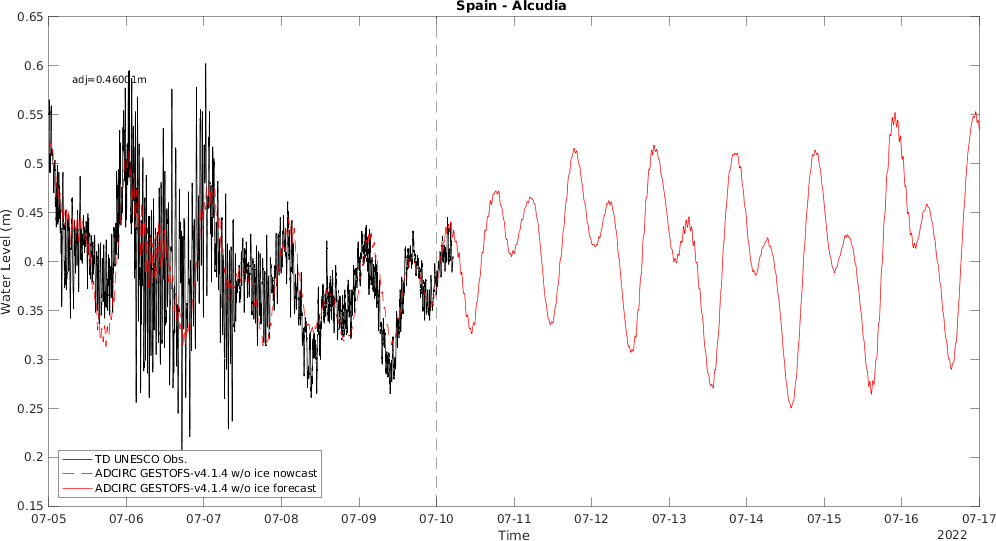 Spain - Alcudia
0.65
0.6
adj=0.46001m
0.55
0.5
0.45
0.4
0.35
0.3
0.25
0.2
0.15
Water Level (m)
TD UNESCO Obs.
ADCIRC GESTOFS-v4.1.4 w/o ice nowcast
ADCIRC GESTOFS-v4.1.4 w/o ice forecast
07-05 07-06 07-07 07-08 07-09 07-10 07-11 07-12 07-13 07-14 07-15 07-16 07-17
Time
2022